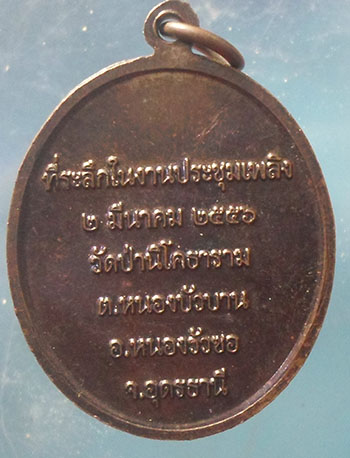 ที่ระลึกในงานประชุมเพลิง
๒ มีนาคม ๒๕๕๖
วัดป่านิโคธาราม
ต.หนองบัวบาน
อ.หนองวัวซอ
จ.อุดรธานี